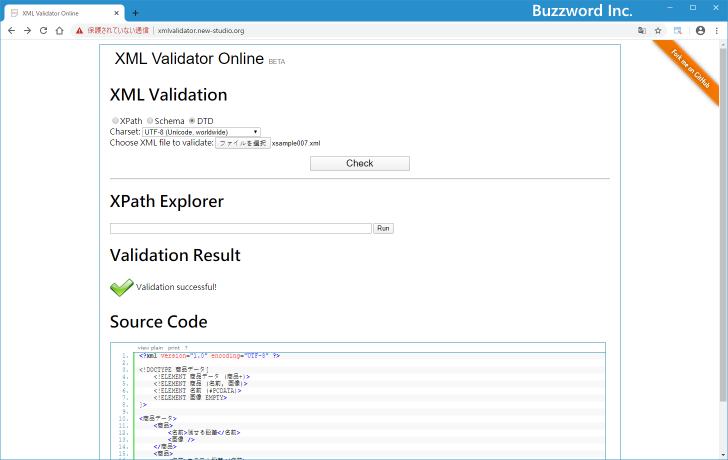 Buzzword Inc.
XML Validator Online
保護されていない通信 | xmlvalidator.new-studio.org
Fork me on GitHub
XML Validator Online BETA
XML Validation
XPath Schema DTD
Charset: UTF-8 (Unicode, worldwide)
Choose XML file to validate: ファイルを選択 xsample007.xml
Check
XPath Explorer
Run
Validation Result
Validation successful!
Source Code
view plain print ?
1. <?xml version="1.0" encoding="UTF-8" ?>
2.
3. <!DOCTYPE 商品データ[
4. <!ELEMENT 商品データ (商品+)>
5. <!ELEMENT 商品 (名前, 画像)>
6. <!ELEMENT 名前 (#PCDATA)>
7. <!ELEMENT 画像 EMPTY>
8. ]>
9.
10. <商品データ>
11. <商品>
12. <名前>消せる鉛筆</名前>
13. <画像 />
14. </商品>
15. <商品>